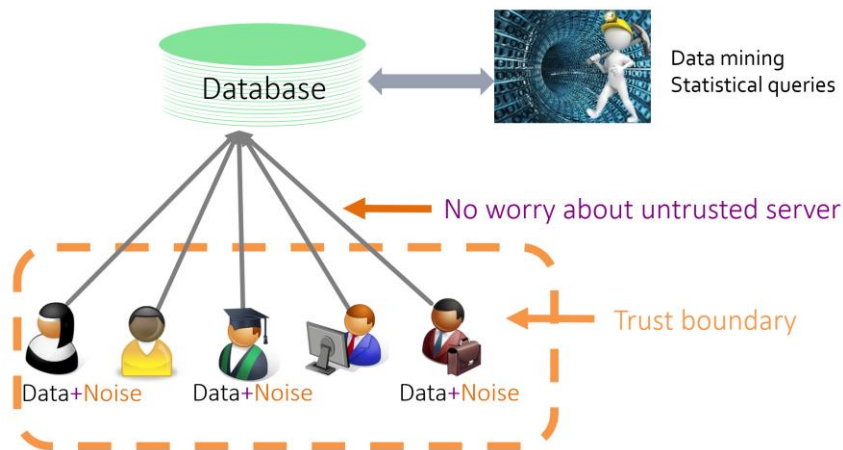 Database
Data mining
Statistical queries
No worry about untrusted server
Trust boundary
Data+Noise
Data+Noise
Data+Noise